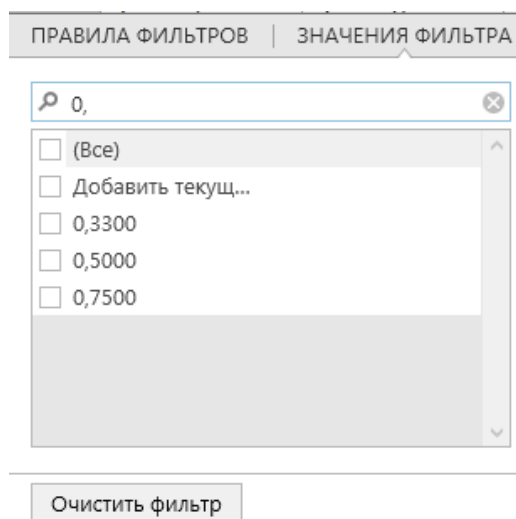 ПРАВИЛА ФИЛЬТРОВ | ЗНАЧЕНИЯ ФИЛЬТРА
0,
(Все)
Добавить текущ...
0,3300
0,5000
0,7500
Очистить фильтр